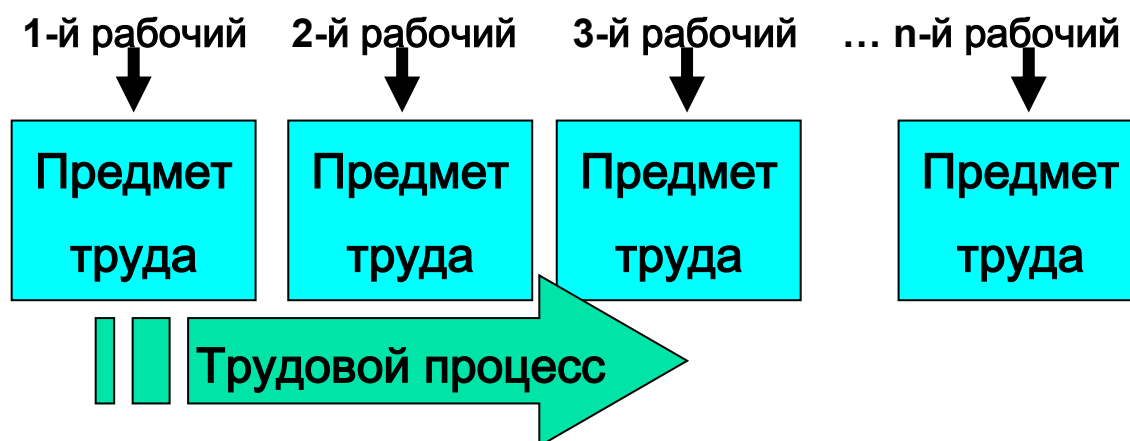 1-й рабочий 2-й рабочий 3-й рабочий … n-й рабочий
Предмет Предмет Предмет Предмет
труда труда труда труда
Трудовой процесс